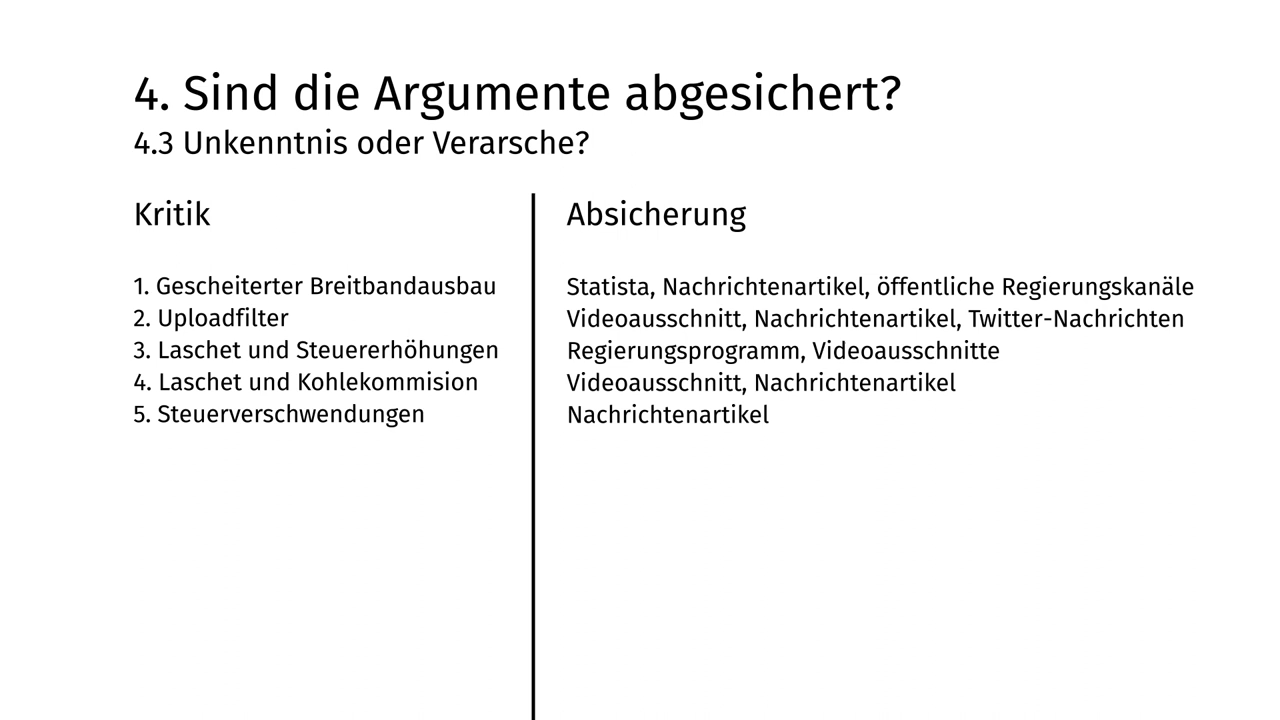 4. Sind die Argumente abgesichert?
4.3 Unkenntnis oder Verarsche?
Kritik
1. Gescheiterter Breitbandausbau
2. Uploadfilter
3. Laschet und Steuererhöhungen
4. Laschet und Kohlekommision
5. Steuerverschwendungen
Absicherung
Statista, Nachrichtenartikel, öffentliche Regierungskanäle
Videoausschnitt, Nachrichtenartikel, Twitter-Nachrichten
Regierungsprogramm, Videoausschnitte
Videoausschnitt, Nachrichtenartikel
Nachrichtenartikel